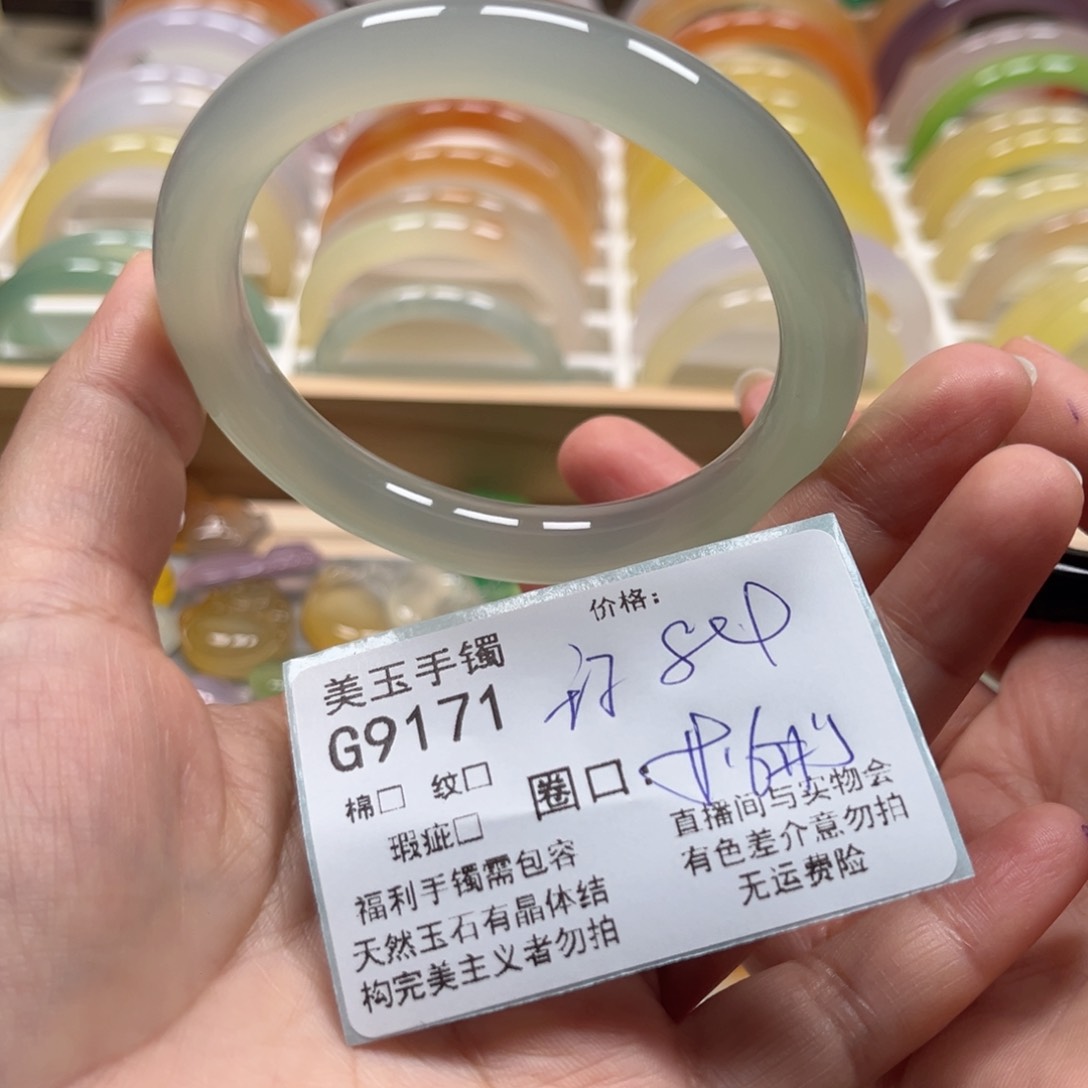 价格:
美玉手镯
G9171
棉□ 纹□
圈口:
瑕疵□
福利手镯需包容
天然玉石有晶体结
构完美主义者勿拍
直播间与实物会
有色差介意勿拍
无运费险